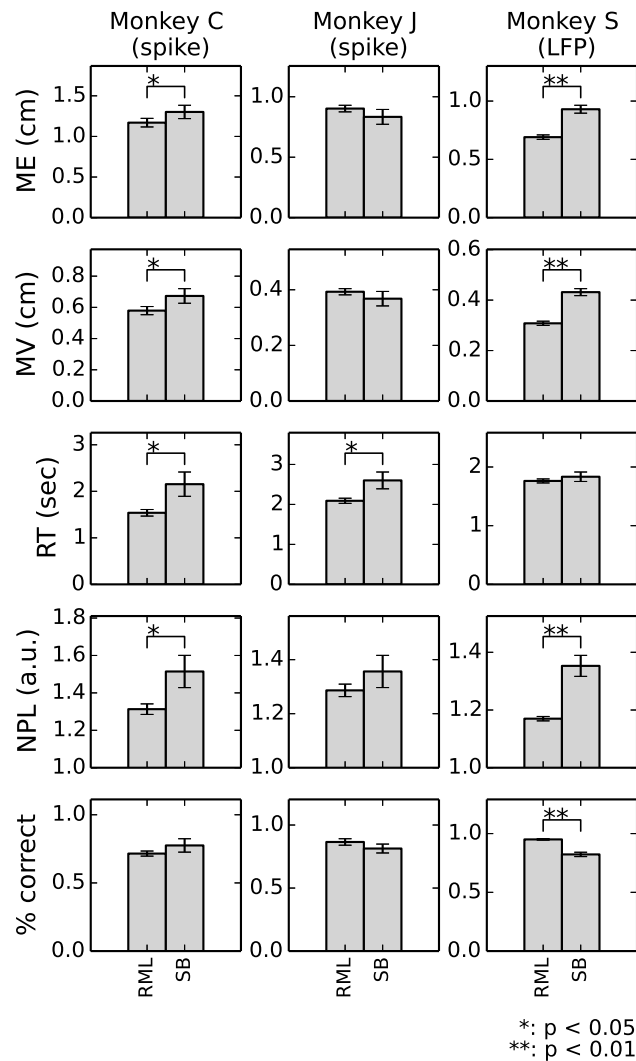 Monkey C Monkey J Monkey S
(spike) (spike) (LFP)
ME (cm)
1.5 1.0 0.5 0.0
*
1.0 0.5 0.0
1.0 0.5 0.0
**
MV (cm)
0.8 0.6 0.4 0.2 0.0
*
0.4 0.2 0.0
0.6 0.4 0.2 0.0
**
RT (sec)
3 2 1 0
*
3 2 1 0
*
2 1 0
NPL (a.u.)
1.8 1.6 1.4 1.2 1.0
*
1.4 1.2 1.0
1.4 1.2 1.0
**
% correct
1.0 0.5 0.0
1.0 0.5 0.0
1.0 0.5 0.0
**
RML SB RML SB RML SB
*: p < 0.05
**: p < 0.01